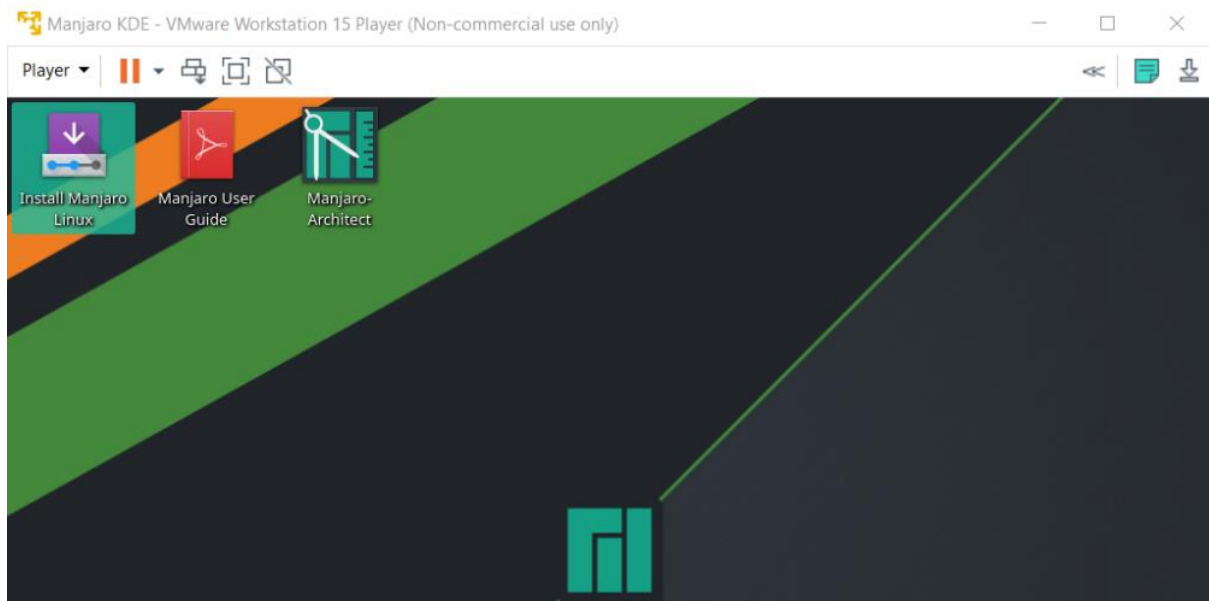 Manjaro KDE - VMware Workstation 15 Player (Non-commercial use only)
Player
Install Manjaro
Linux
Manjaro User
Guide
Manjaro-
Architect